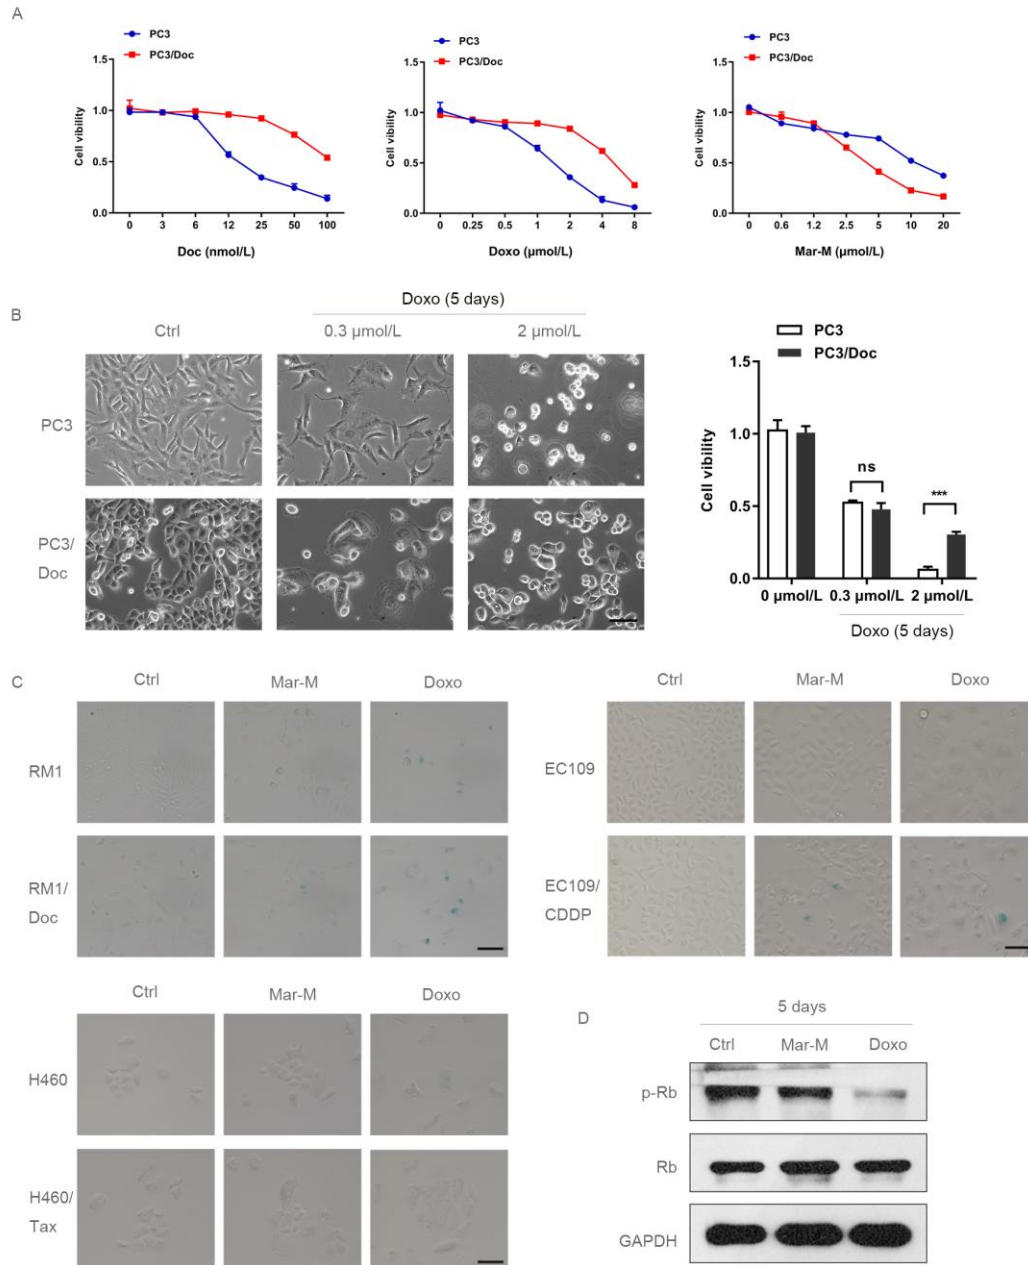 A
PC3
PC3/Doc
1.5
1.0
0.5
0.0
Cell vibility
0 3 6 12 25 50 100
Doc (nmol/L)
PC3
PC3/Doc
1.5
1.0
0.5
0.0
Cell vibility
0 0.25 0.5 1 2 4 8
Doxo (μmol/L)
PC3
PC3/Doc
1.5
1.0
0.5
0.0
Cell vibility
0 0.6 1.2 2.5 5 10 20
Mar-M (μmol/L)
B
Doxo (5 days)
Ctrl 0.3 μmol/L 2 μmol/L
PC3
PC3/
Doc
PC3
PC3/Doc
1.5
1.0
0.5
0.0
Cell vibility
ns
***
0 μmol/L 0.3 μmol/L 2 μmol/L
Doxo (5 days)
C
Ctrl Mar-M Doxo
RM1
RM1/
Doc
Ctrl Mar-M Doxo
EC109
EC109/
CDDP
Ctrl Mar-M Doxo
H460
H460/
Tax
D
5 days
Ctrl Mar-M Doxo
p-Rb
Rb
GAPDH